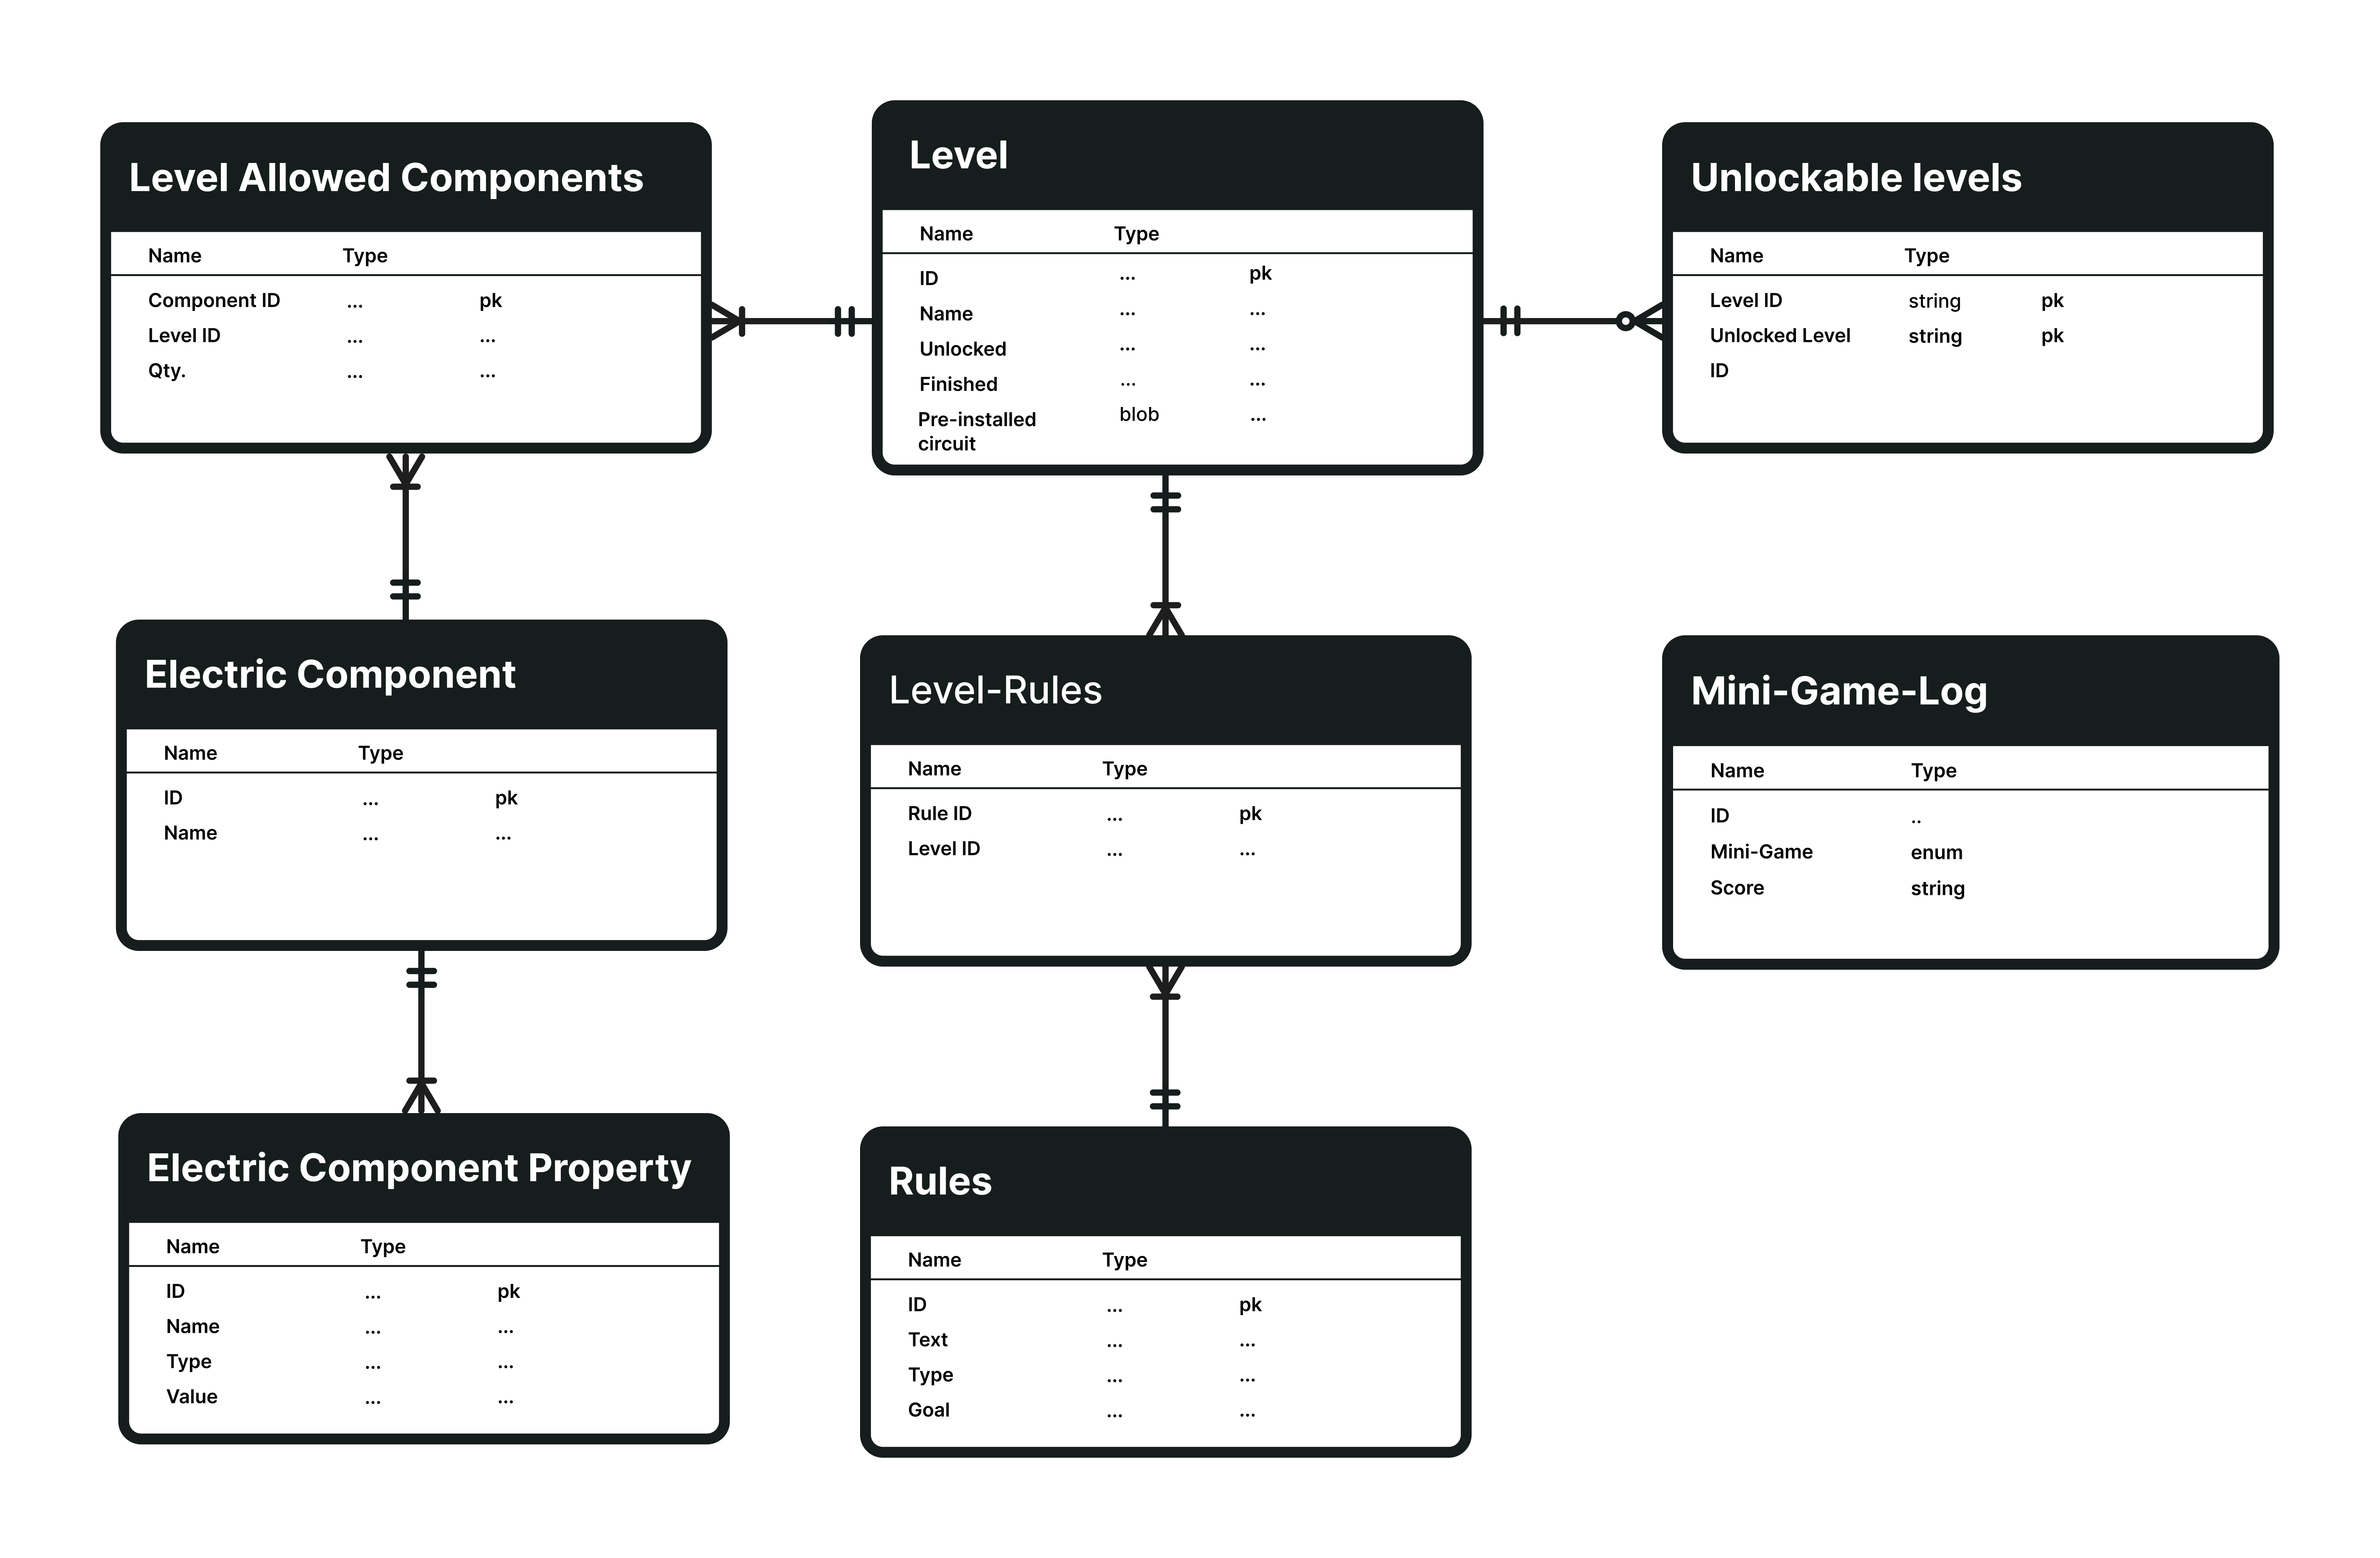 Level Allowed Components
Name Type
Component ID ... pk
Level ID ... ...
Qty. ... ...
Level
Name Type
ID ... pk
Name ... ...
Unlocked ... ...
Finished ... ...
Pre-installed blob ...
circuit
Unlockable levels
Name Type
Level ID string pk
Unlocked Level string pk
ID
Electric Component
Name Type
ID ... pk
Name ... ...
Level-Rules
Name Type
Rule ID ... pk
Level ID ... ...
Mini-Game-Log
Name Type
ID ..
Mini-Game enum
Score string
Electric Component Property
Name Type
ID ... pk
Name ... ...
Type ... ...
Value ... ...
Rules
Name Type
ID ... pk
Text ... ...
Type ... ...
Goal ... ...